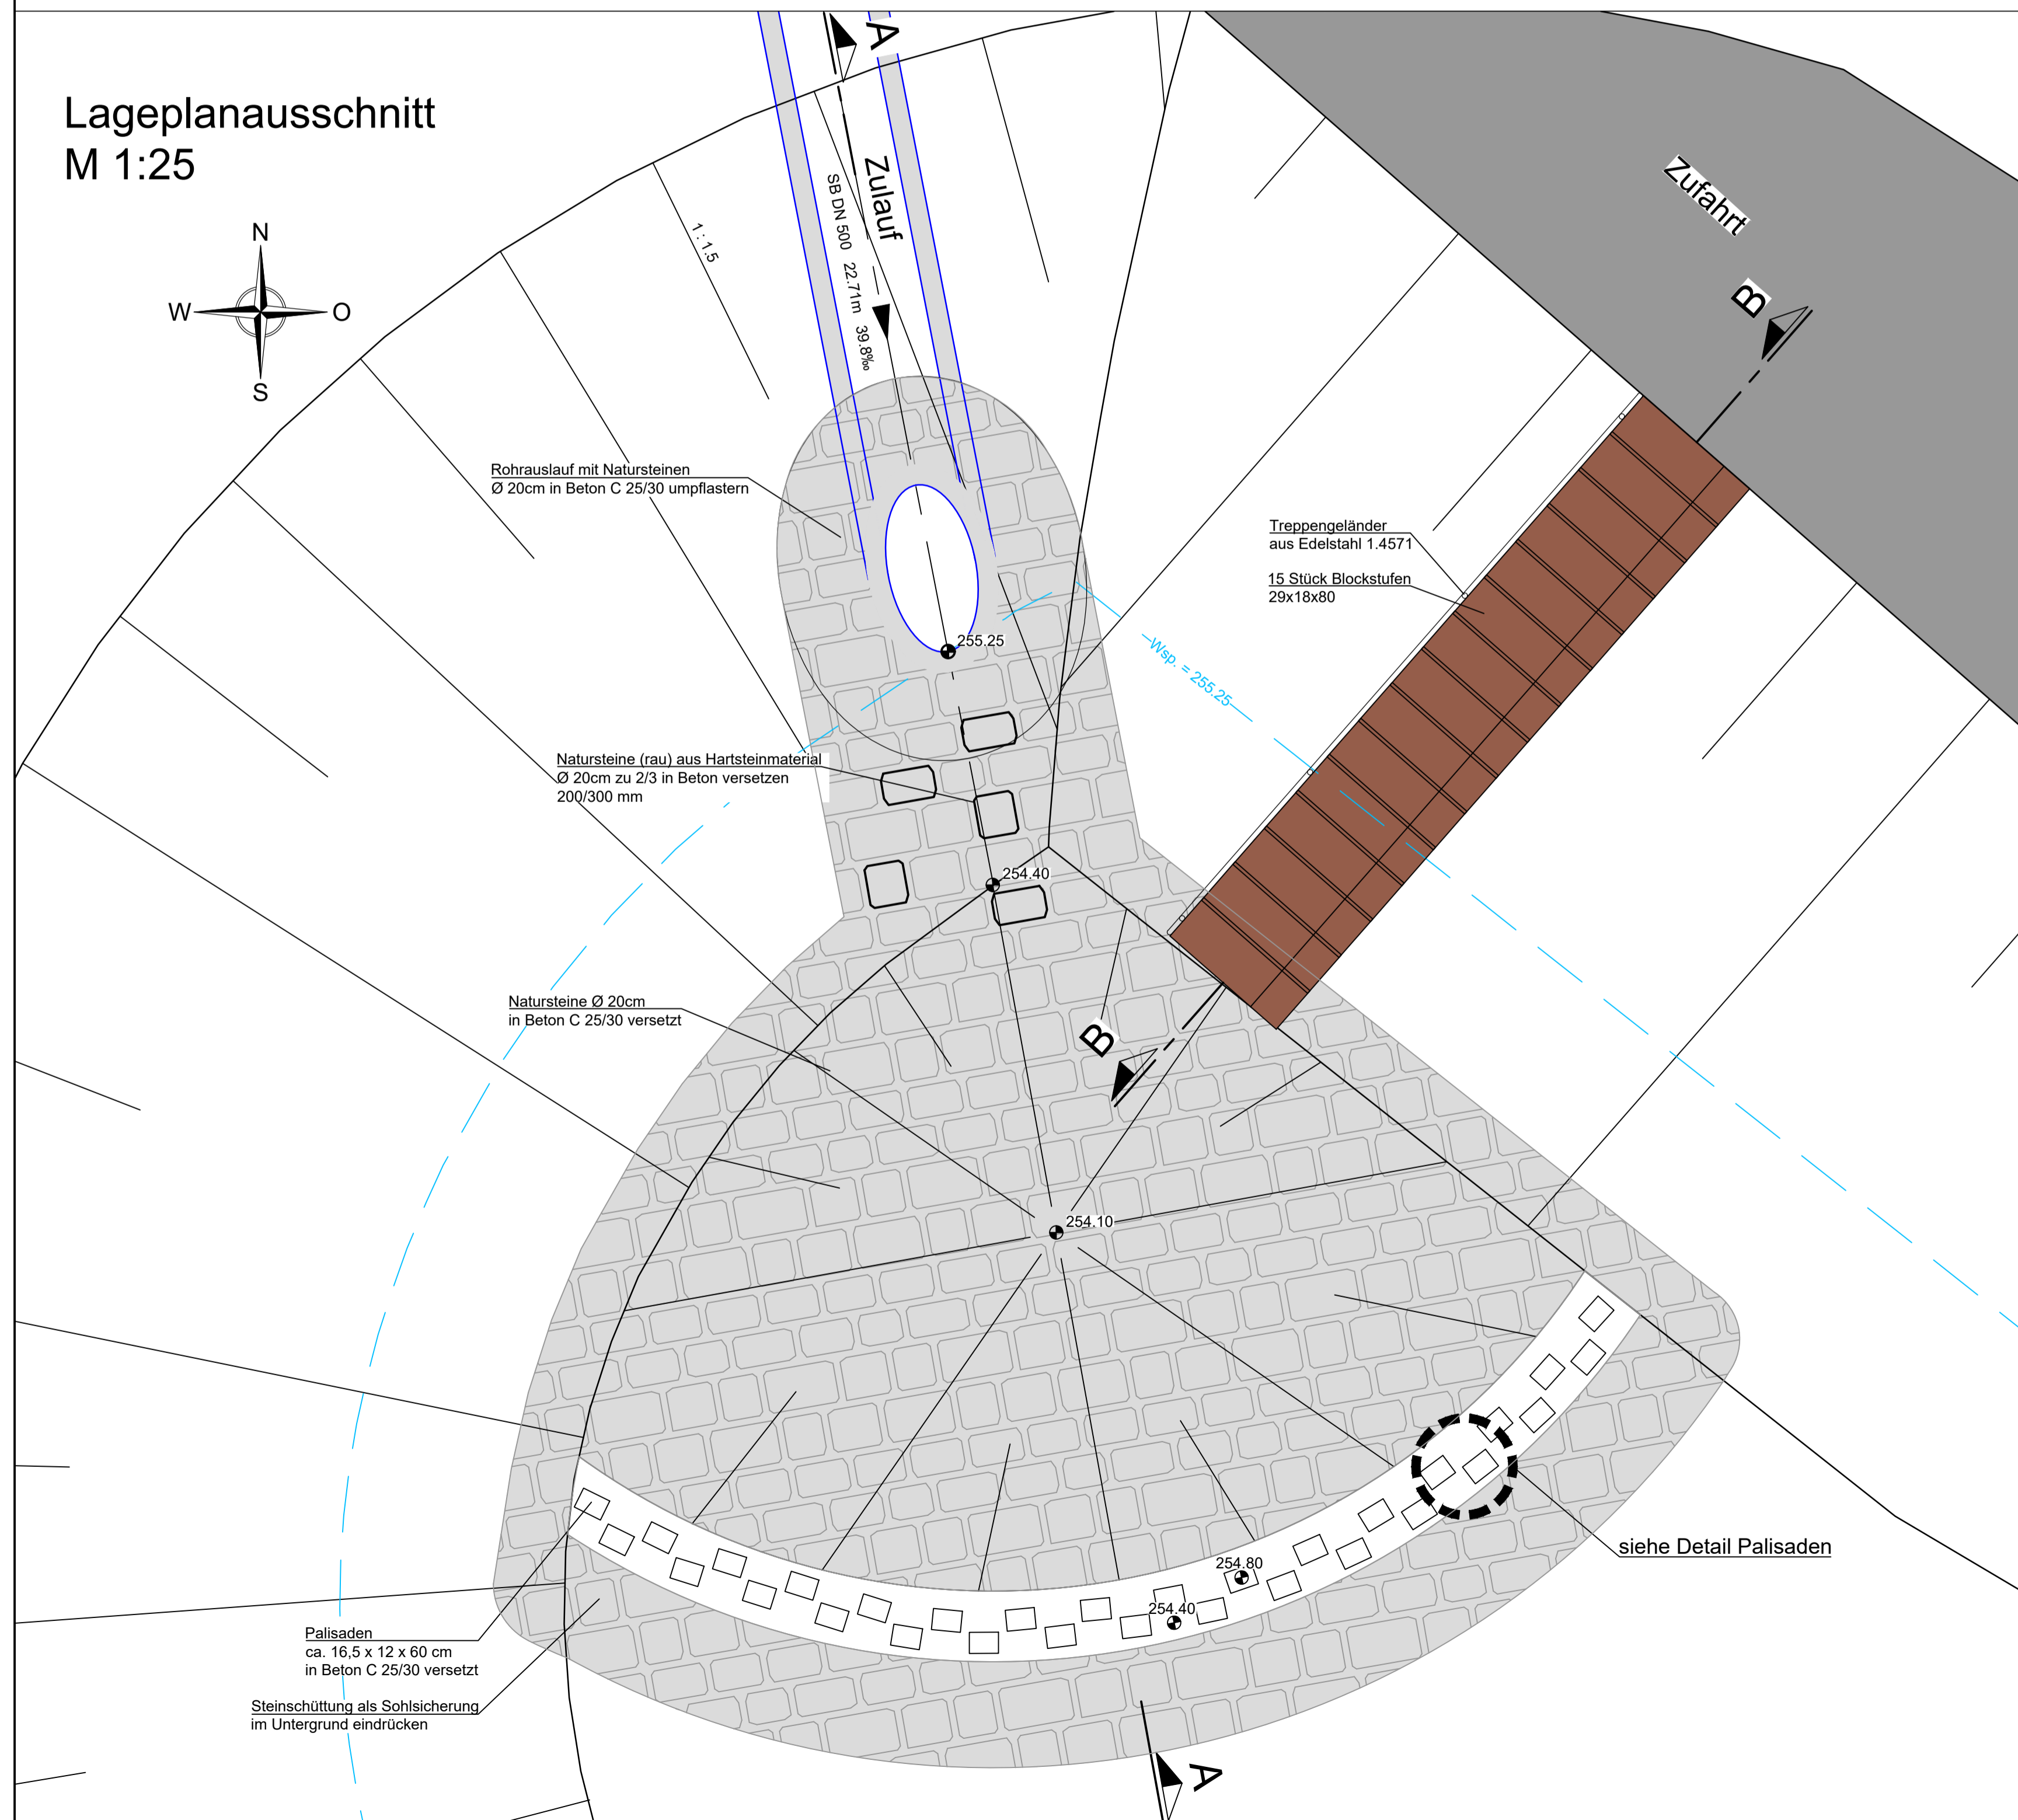 Lageplanausschnitt
M 1:25
N
W
O
S
A
Zulauf
SB DN 500 22.71m 39.8‰
1 : 1.5
Zufahrt
B
Rohrauslauf mit Natursteinen
Ø 20cm in Beton C 25/30 umpflastern
Treppengeländer
aus Edelstahl 1.4571
15 Stück Blockstufen
29x18x80
255.25
Wsp. = 255.25
Natursteine (rau) aus Hartsteinmaterial
Ø 20cm zu 2/3 in Beton versetzen
200/300 mm
254.40
Natursteine Ø 20cm
in Beton C 25/30 versetzt
B
254.10
siehe Detail Palisaden
254.80
254.40
Palisaden
ca. 16,5 x 12 x 60 cm
in Beton C 25/30 versetzt
Steinschüttung als Sohlsicherung
im Untergrund eindrücken
A